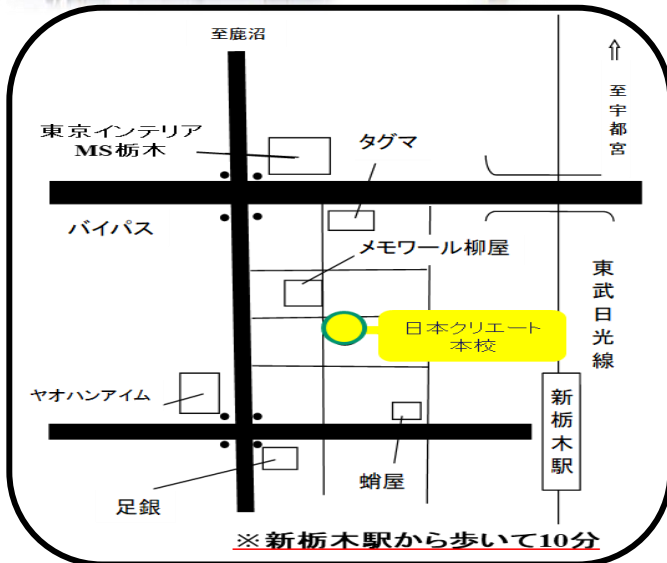 至鹿沼
⇧
至宇都宮
東京インテリア
MS栃木
タグマ
バイパス
メモワール柳屋
東武日光線
日本クリエート
本校
ヤオハンアイム
新栃木駅
蛸屋
足銀
※新栃木駅から歩いて10分